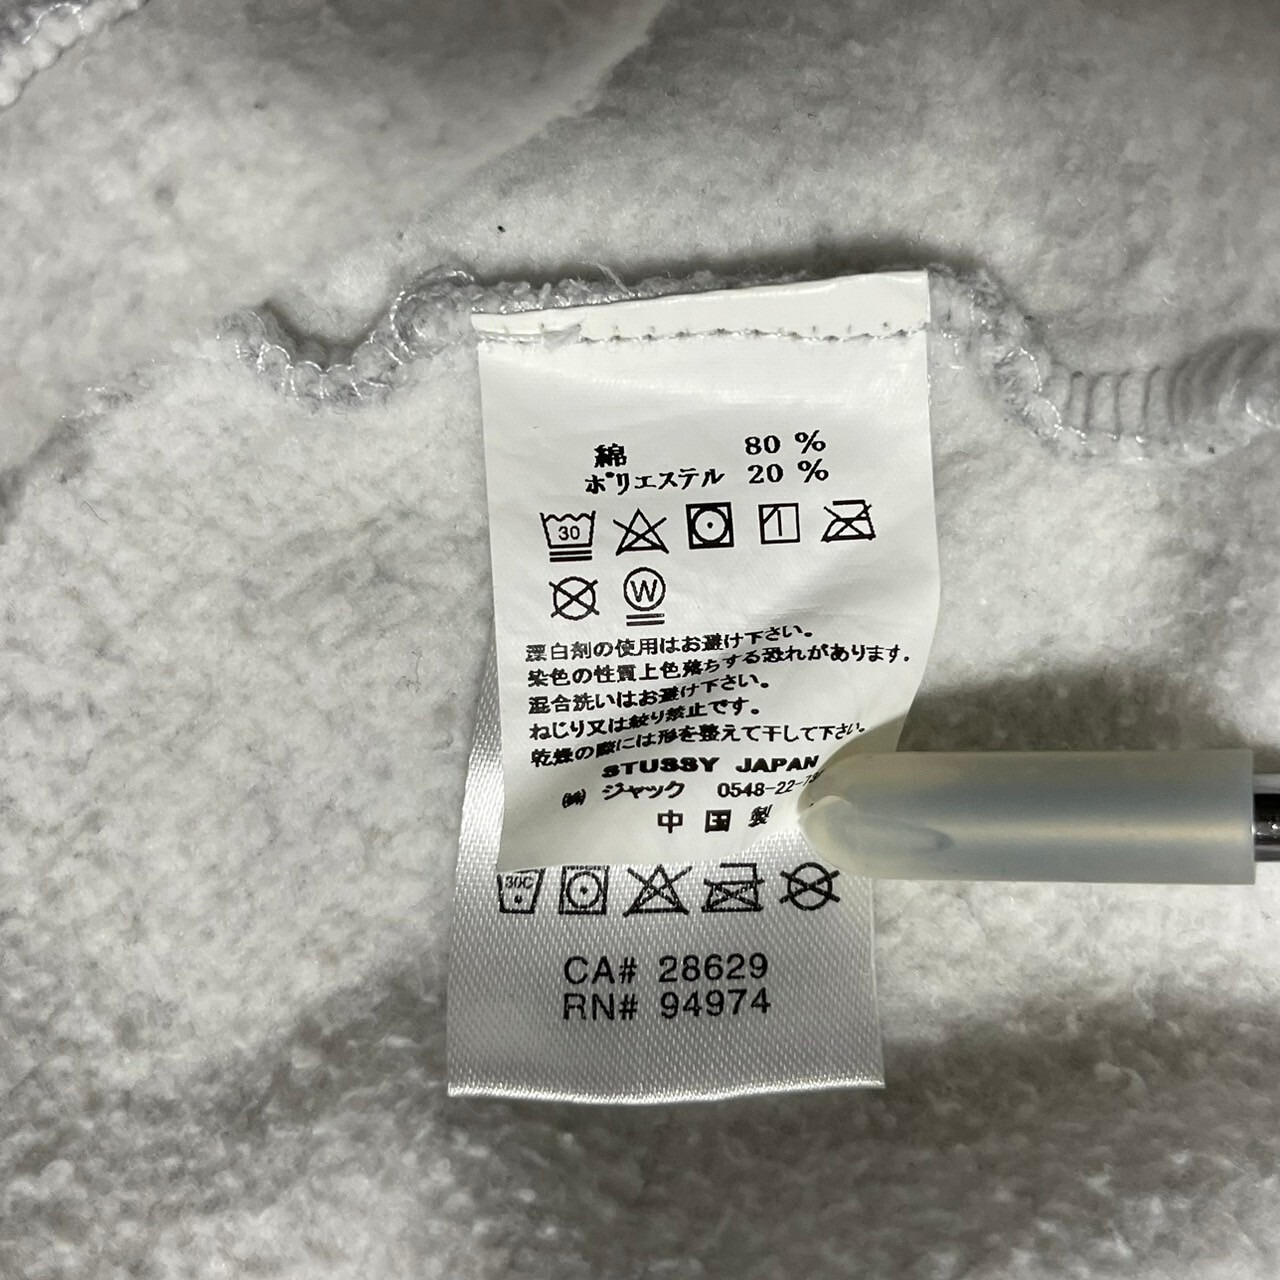 綿 80 %
ポリエステル 20 %
30
W
漂白剤の使用はお避け下さい。
染色の性質上色落ちする恐れがあります。
混合洗いはお避け下さい。
ねじり又は絞り禁止です。
乾燥の際には形を整えて干して下さい。
STUSSY JAPAN
㈱ ジャック 0548-22-
中 国 製
30C
CA# 28629
RN# 94974